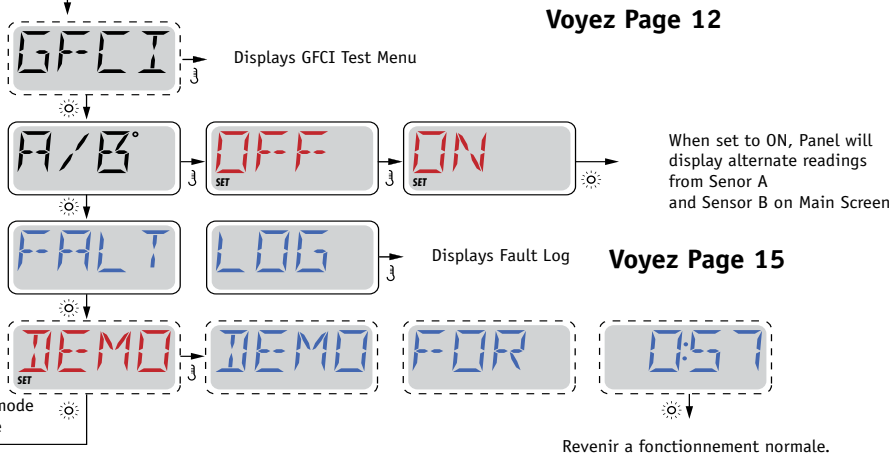 Voyez Page 12
GFCI
Displays GFCI Test Menu
A/B°
OFF
SET
ON
SET
When set to ON, Panel will
display alternate readings
from Senor A
and Sensor B on Main Screen
FALT
LOG
Displays Fault Log
Voyez Page 15
DEMO
SET
DEMO
FOR
0:57
mode
Revenir a fonctionnement normale.